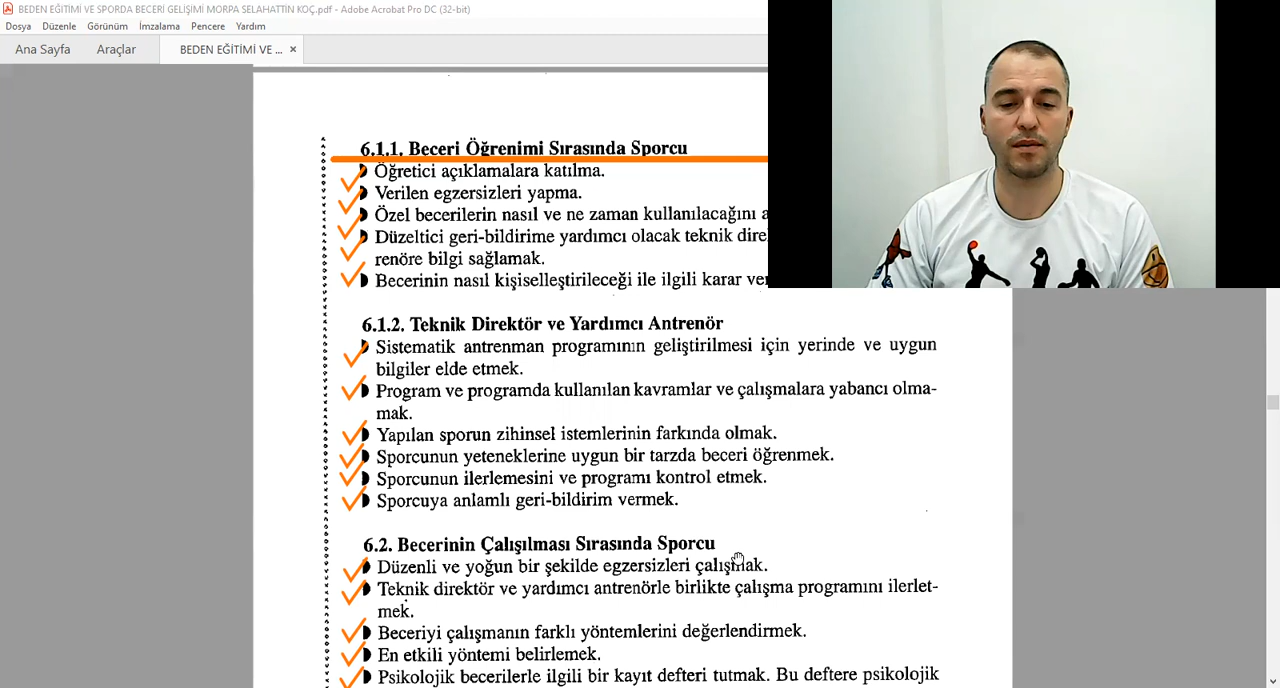 BEDEN EĞİTİMİ VE SPORDA BECERİ GELİŞİMİ MORPA SELAHATTIN KOÇ.pdf - Adobe Acrobat Pro DC (32-bit)
Dosya Düzenle Görünüm İmzalama Pencere Yardım
Ana Sayfa Araçlar BEDEN EĞİTİMİ VE ... ×
6.1.1. Beceri Öğrenimi Sırasında Sporcu
Öğretici açıklamalara katılma.
Verilen egzersizleri yapma.
Özel becerilerin nasıl ve ne zaman kullanılacağını
Düzeltici geri-bildirime yardımcı olacak teknik
renöre bilgi sağlamak.
Becerinin nasıl kişiselleştirileceği ile ilgili karar
6.1.2. Teknik Direktör ve Yardımcı Antrenör
Sistematik antrenman programının geliştirilmesi için yerinde ve uygun
bilgiler elde etmek.
Program ve programda kullanılan kavramlar ve çalışmalara yabancı olma-
mak.
Yapılan sporun zihinsel istemlerinin farkında olmak.
Sporcunun yeteneklerine uygun bir tarzda beceri öğrenmek.
Sporcunun ilerlemesini ve programı kontrol etmek.
Sporcuya anlamlı geri-bildirim vermek.
6.2. Becerinin Çalışılması Sırasında Sporcu
Düzenli ve yoğun bir şekilde egzersizleri çalışmak.
Teknik direktör ve yardımcı antrenörle birlikte çalışma programını ilerlet-
mek.
Beceriyi çalışmanın farklı yöntemlerini değerlendirmek.
En etkili yöntemi belirlemek.
Psikolojik becerilerle ilgili bir kayıt defteri tutmak. Bu deftere psikolojik